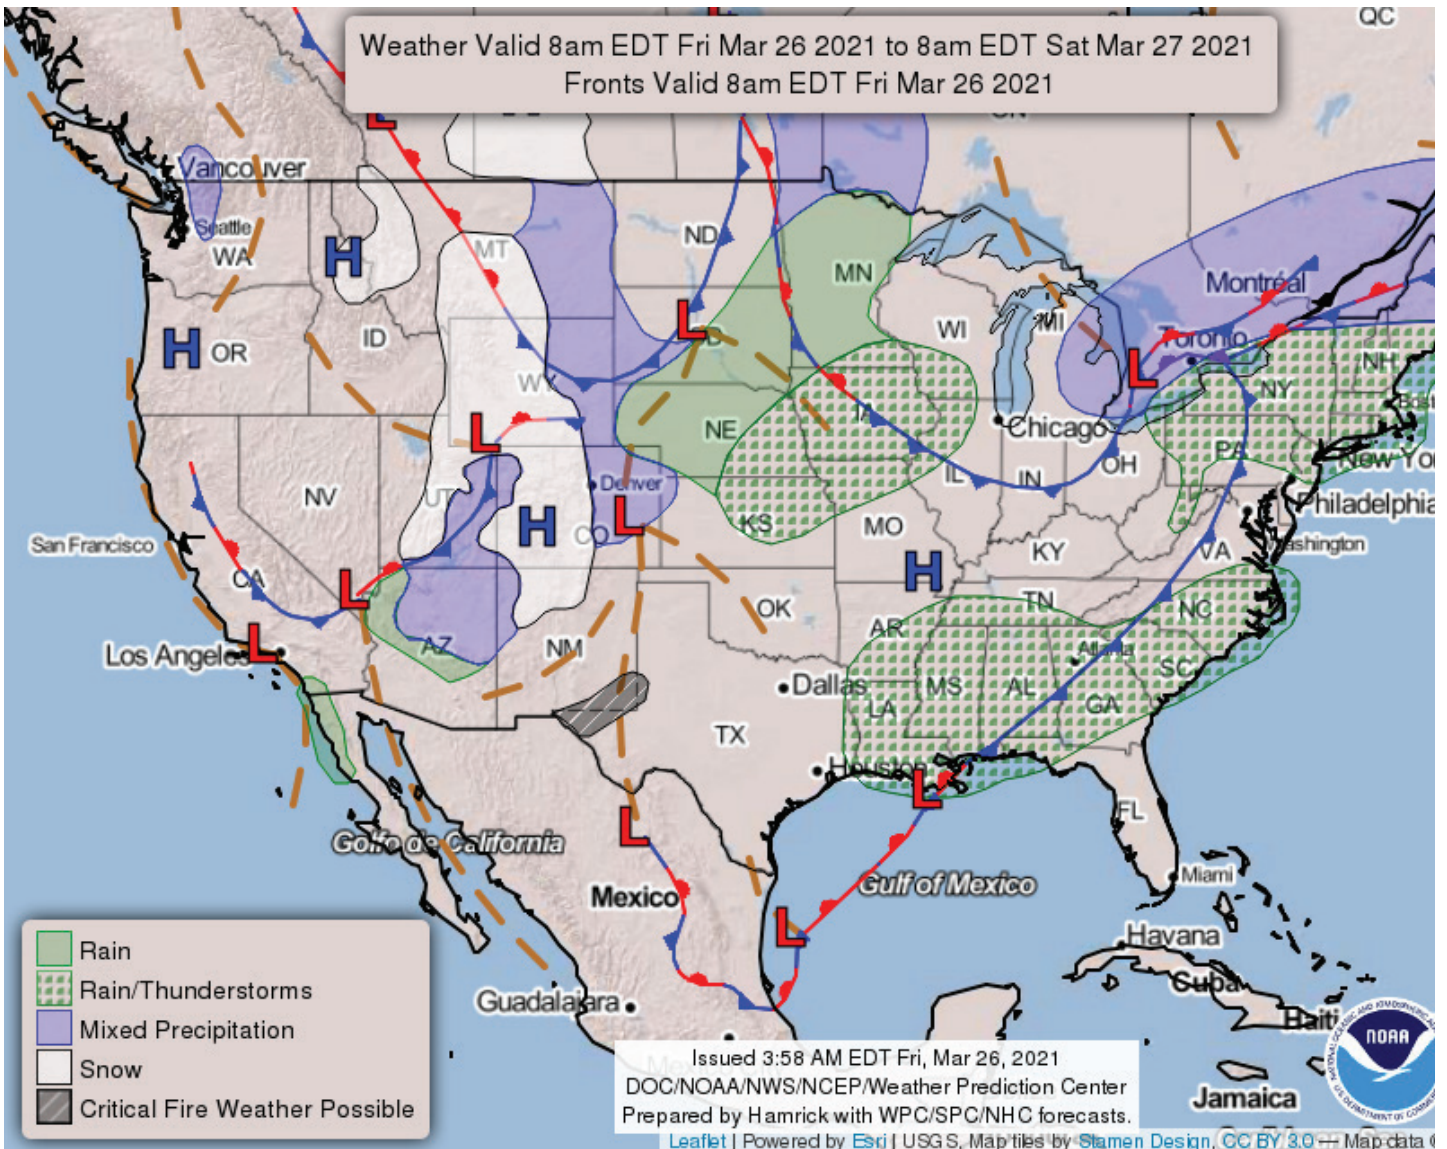 QC
Weather Valid 8am EDT Fri Mar 26 2021 to 8am EDT Sat Mar 27 2021
Fronts Valid 8am EDT Fri Mar 26 2021
L
Vancouver
Seattle
WA
H
MT
ND
MN
Montréal
H
OR
ID
L
WI
MI
Toronto
L
NH
WY
NY
IA
L
NE
Chicago
OH
PA
New Yor
NV
UT
Denver
IL
IN
Philadelphia
San Francisco
H
CO
L
KS
MO
KY
VA
CA
L
H
OK
TN
NC
Los Angeles
L
AZ
NM
AR
Atlanta
SC
Dallas
LA
MS
AL
GA
TX
Houston
L
FL
Golfo de California
L
Mexico
Gulf of Mexico
Miami
L
Havana
Cuba
Haiti
Guadalajara
Jamaica
Rain
Rain/Thunderstorms
Mixed Precipitation
Snow
Critical Fire Weather Possible
NOAA
Issued 3:58 AM EDT Fri, Mar 26, 2021
DOC/NOAA/NWS/NCEP/Weather Prediction Center
Prepared by Hamrick with WPC/SPC/NHC forecasts.
Leaflet | Powered by Esri | USGS, Map tiles by Stamen Design, CC BY 3.0 — Map data ©